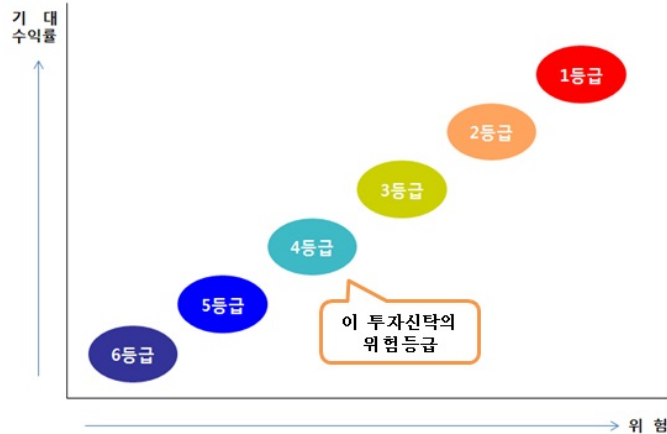 기 대
수익률
1등급
2등급
3등급
4등급
5등급
이 투자신탁의
위험등급
6등급
위 험